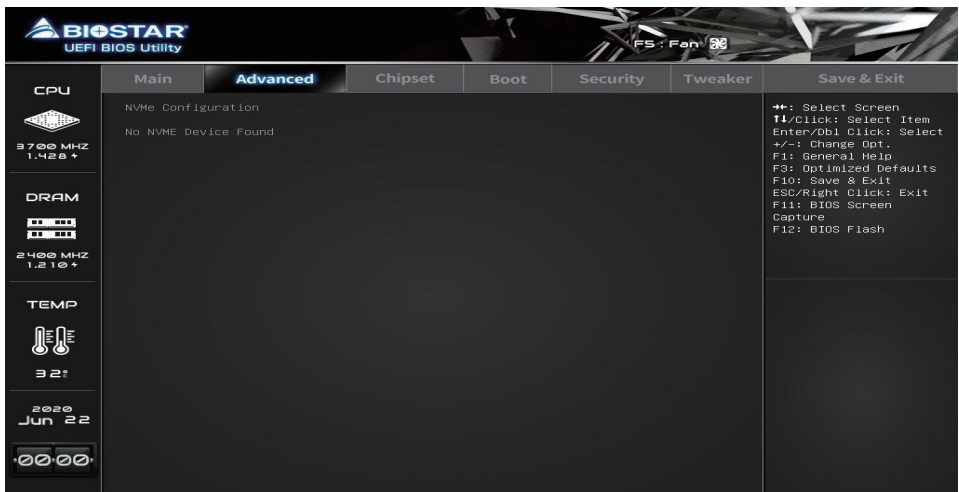 BIOSTAR®
UEFI BIOS Utility
F5 : Fan
Main Advanced Chipset Boot Security Tweaker Save & Exit
CPU
3700 MHZ
1.428
DRAM
2400 MHZ
1.210
TEMP
32°
2020
Jun 22
00:00
NVMe Configuration
No NVME Device Found
→←: Select Screen
↑↓/Click: Select Item
Enter/Dbl Click: Select
+/-: Change Opt.
F1: General Help
F3: Optimized Defaults
F10: Save & Exit
ESC/Right Click: Exit
F11: BIOS Screen
Capture
F12: BIOS Flash